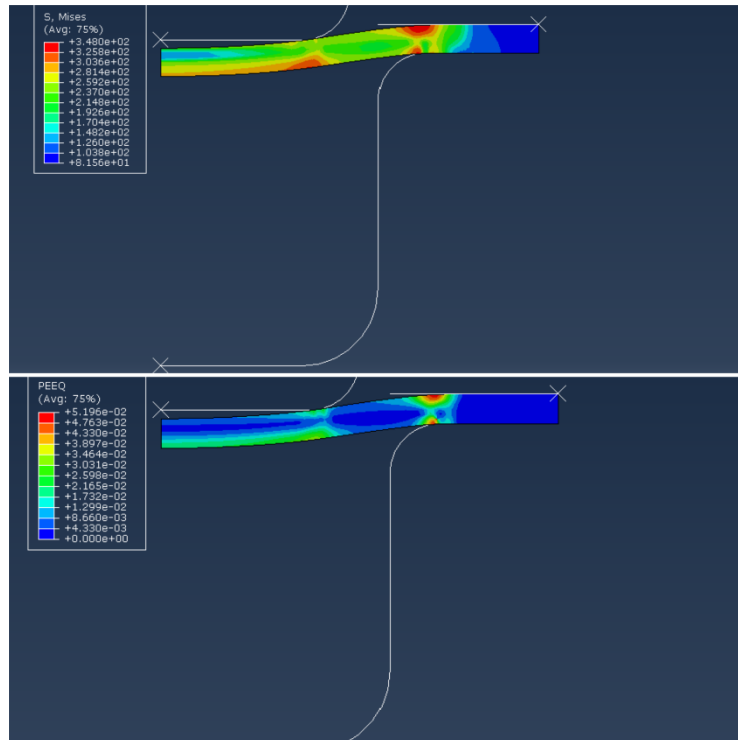 S, Mises
(Avg: 75%)
+3.480e+02
+3.258e+02
+3.036e+02
+2.814e+02
+2.592e+02
+2.370e+02
+2.148e+02
+1.926e+02
+1.704e+02
+1.482e+02
+1.260e+02
+1.038e+02
+8.156e+01
PEEQ
(Avg: 75%)
+5.196e-02
+4.763e-02
+4.330e-02
+3.897e-02
+3.464e-02
+3.031e-02
+2.598e-02
+2.165e-02
+1.732e-02
+1.299e-02
+8.660e-03
+4.330e-03
+0.000e+00